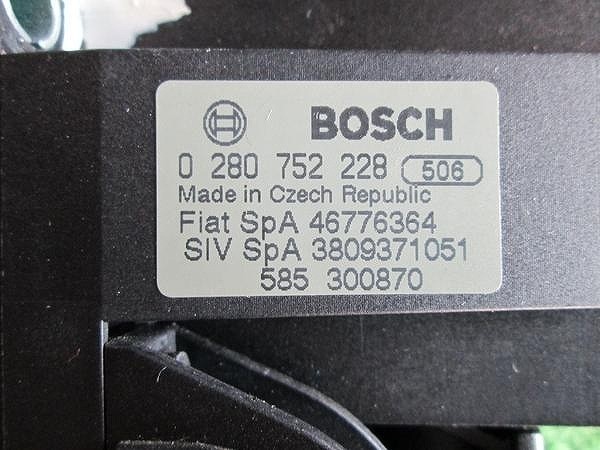 BOSCH
0 280 752 228 506
Made in Czech Republic
Fiat SpA 46776364
SIV SpA 3809371051
585 300870